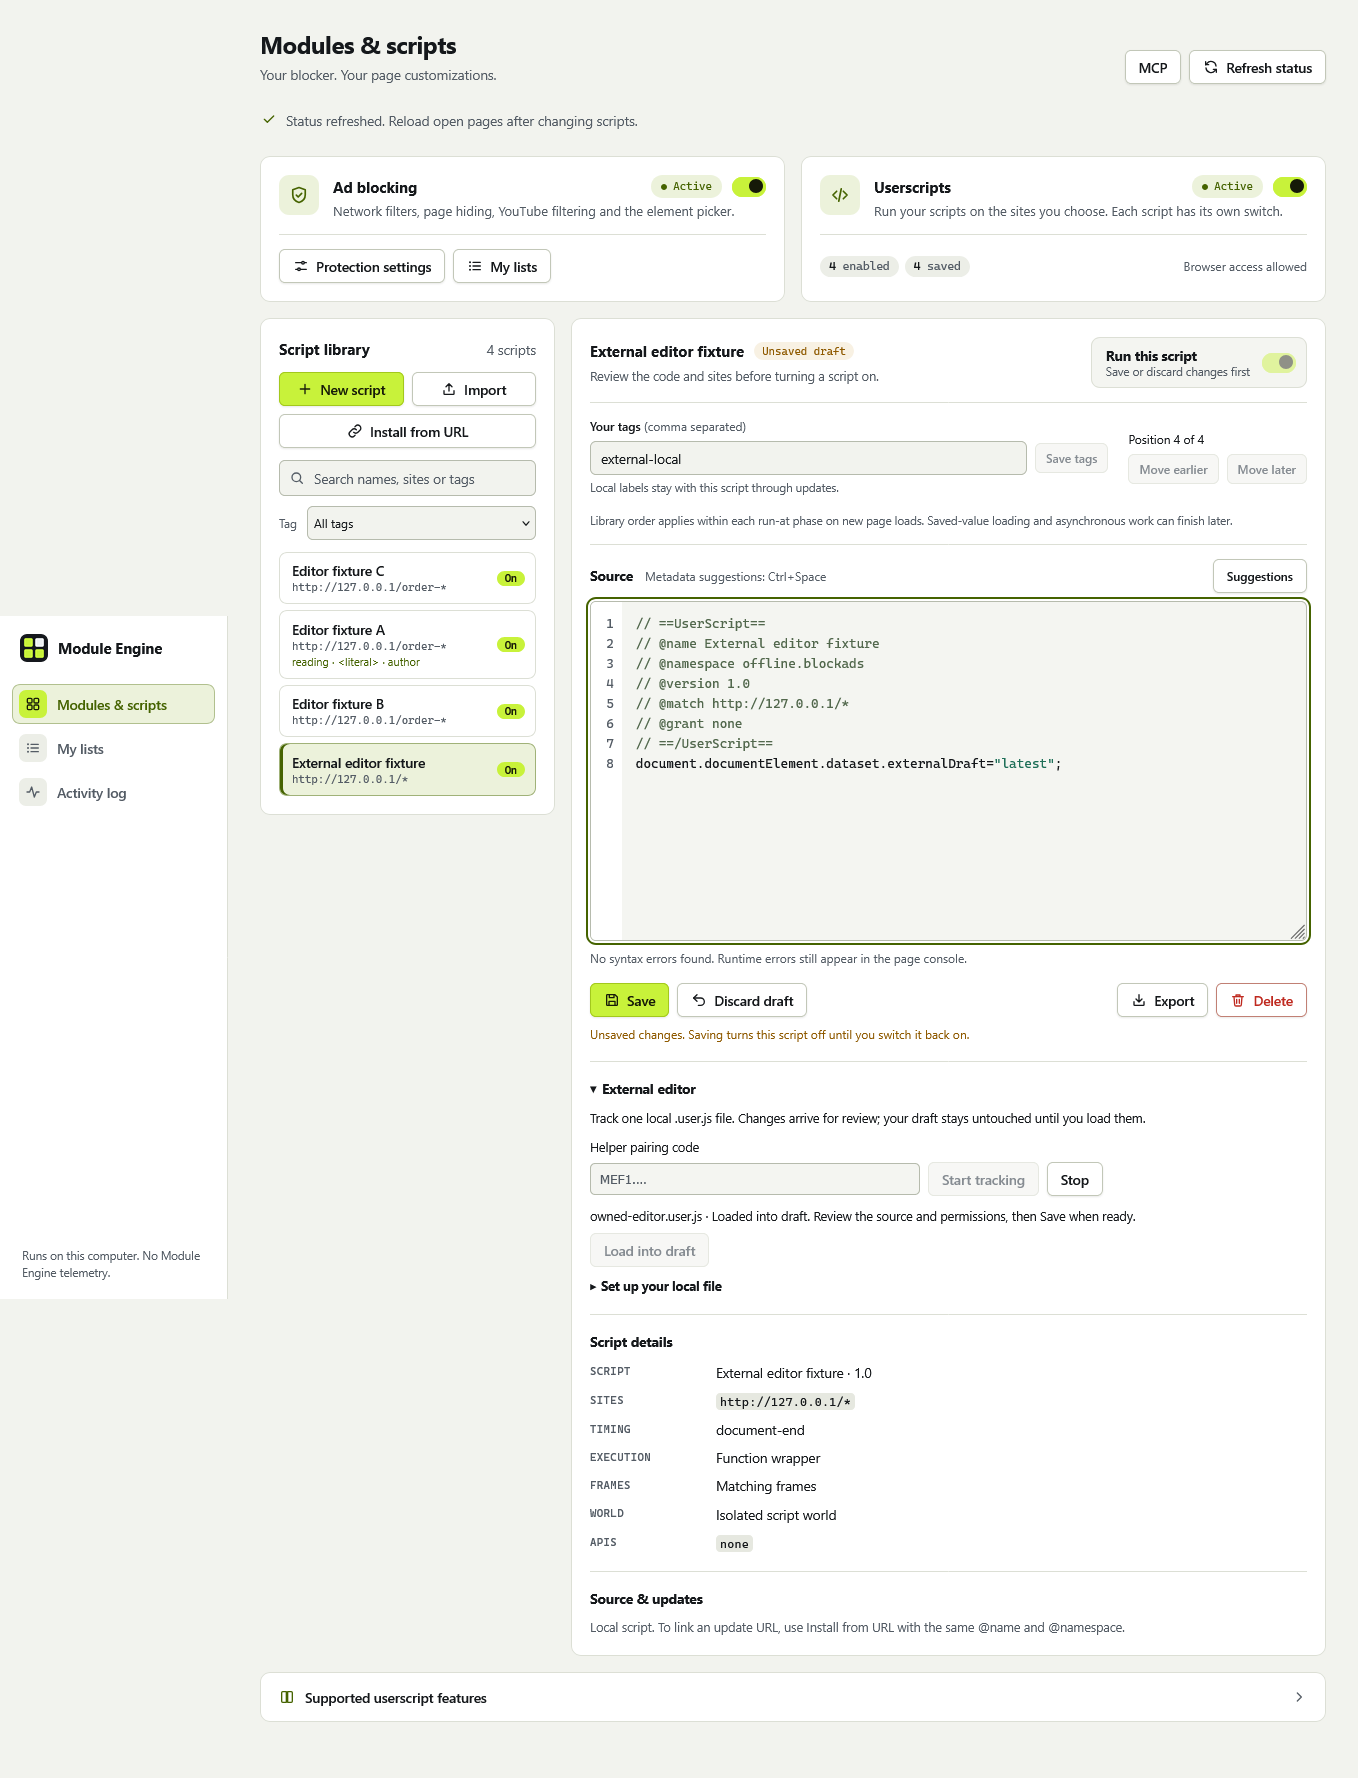 Modules & scripts
Your blocker. Your page customizations.
MCP
Refresh status
Status refreshed. Reload open pages after changing scripts.
Ad blocking
Active
Network filters, page hiding, YouTube filtering and the element picker.
Protection settings
My lists
Userscripts
Active
Run your scripts on the sites you choose. Each script has its own switch.
4 enabled
4 saved
Browser access allowed
Module Engine
Modules & scripts
My lists
Activity log
Runs on this computer. No Module
Engine telemetry.
Script library
4 scripts
New script
Import
Install from URL
Search names, sites or tags
Tag
All tags
Editor fixture C
http://127.0.0.1/order-*
On
Editor fixture A
http://127.0.0.1/order-*
reading · <literal> · author
On
Editor fixture B
http://127.0.0.1/order-*
On
External editor fixture
http://127.0.0.1/*
On
External editor fixture
Unsaved draft
Review the code and sites before turning a script on.
Run this script
Save or discard changes first
Your tags (comma separated)
external-local
Save tags
Local labels stay with this script through updates.
Position 4 of 4
Move earlier
Move later
Library order applies within each run-at phase on new page loads. Saved-value loading and asynchronous work can finish later.
Source
Metadata suggestions: Ctrl+Space
Suggestions
1 // ==UserScript==
2 // @name External editor fixture
3 // @namespace offline.blockads
4 // @version 1.0
5 // @match http://127.0.0.1/*
6 // @grant none
7 // ==/UserScript==
8 document.documentElement.dataset.externalDraft="latest";
No syntax errors found. Runtime errors still appear in the page console.
Save
Discard draft
Export
Delete
Unsaved changes. Saving turns this script off until you switch it back on.
External editor
Track one local .user.js file. Changes arrive for review; your draft stays untouched until you load them.
Helper pairing code
MEF1....
Start tracking
Stop
owned-editor.user.js · Loaded into draft. Review the source and permissions, then Save when ready.
Load into draft
Set up your local file
Script details
SCRIPT External editor fixture · 1.0
SITES http://127.0.0.1/*
TIMING document-end
EXECUTION Function wrapper
FRAMES Matching frames
WORLD Isolated script world
APIS none
Source & updates
Local script. To link an update URL, use Install from URL with the same @name and @namespace.
Supported userscript features